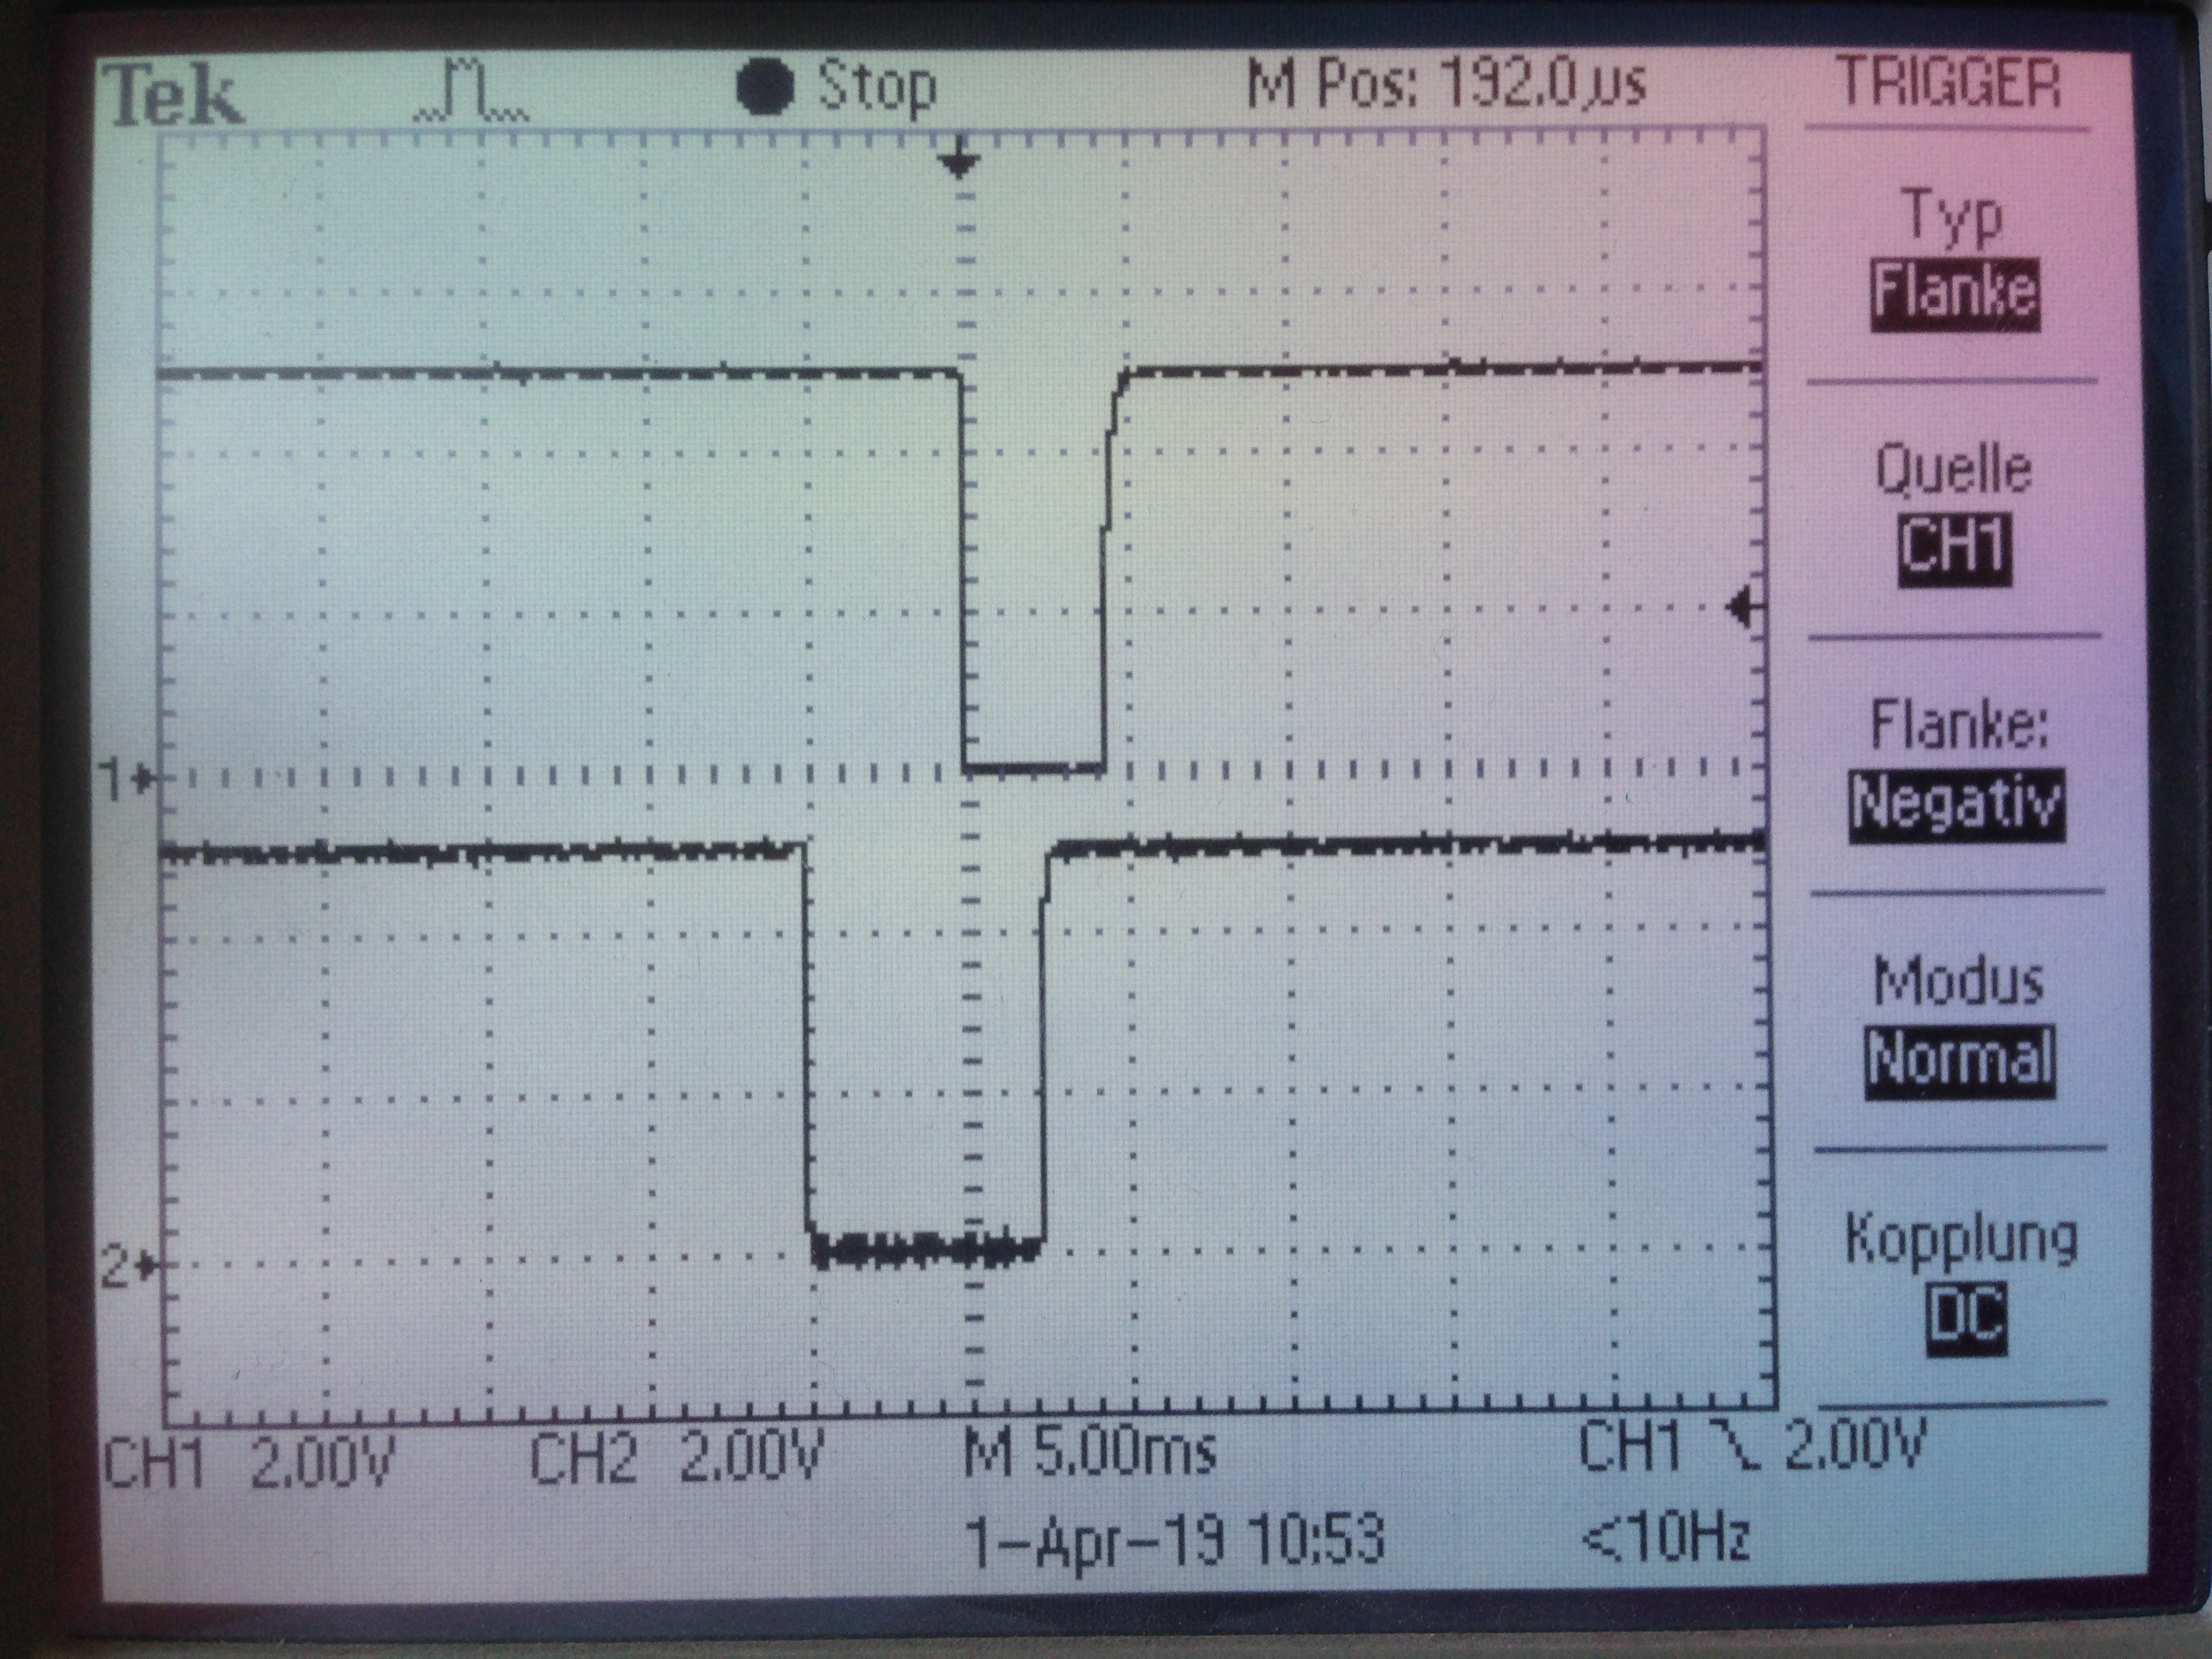 Tek Stop M Pos: 192.0µs TRIGGER
Typ
Flanke
Quelle
CH1
Flanke:
Negativ
Modus
Normal
Kopplung
DC
1
2
CH1 2.00V CH2 2.00V M 5.00ms CH1 2.00V
1-Apr-19 10:53 <10Hz